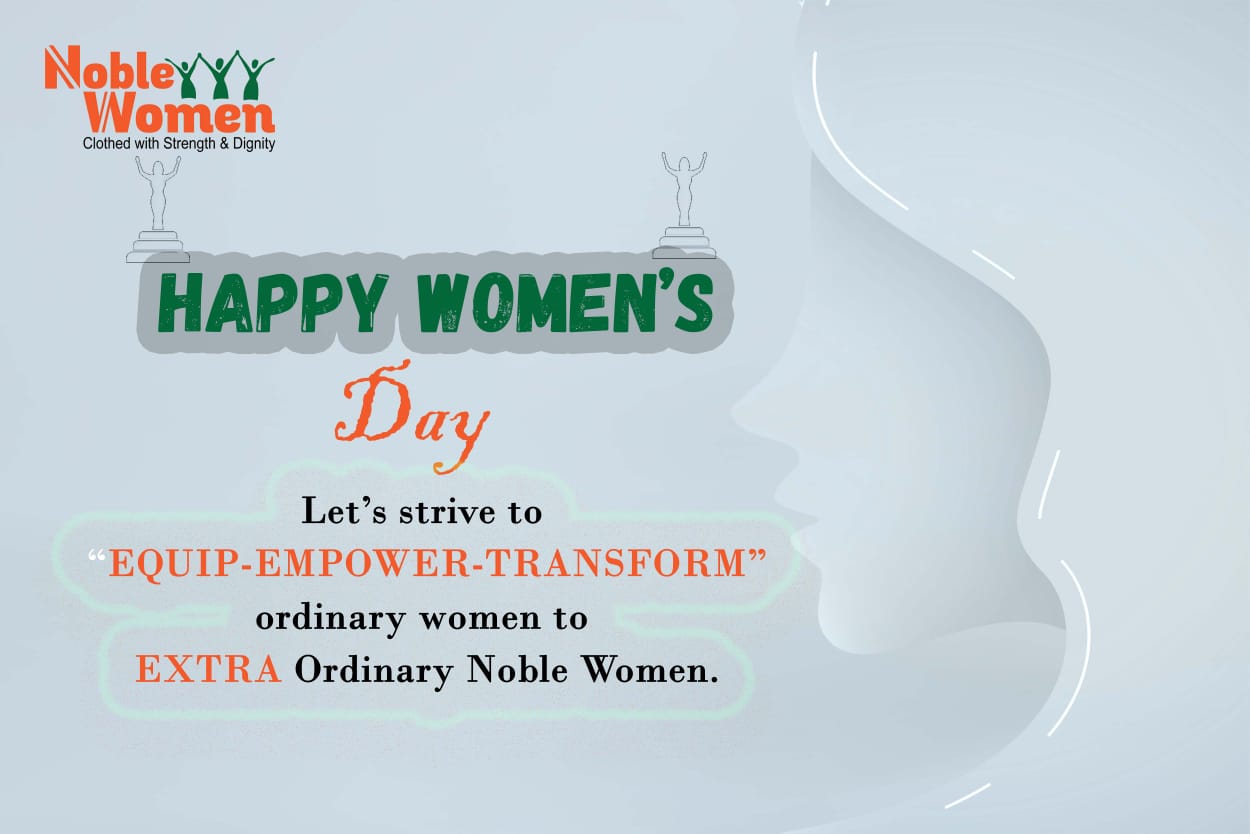 Noble
Women
Clothed with Strength & Dignity
HAPPY WOMEN’S
Day
Let’s strive to
“EQUIP-EMPOWER-TRANSFORM”
ordinary women to
EXTRA Ordinary Noble Women.